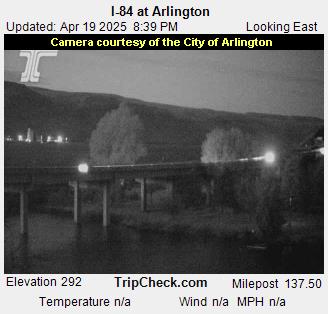 I-84 at Arlington
Updated: Apr 19 2025 8:39 PM Looking East
Camera courtesy of the City of Arlington
Elevation 292 TripCheck.com Milepost 137.50
Temperature n/a Wind n/a MPH n/a